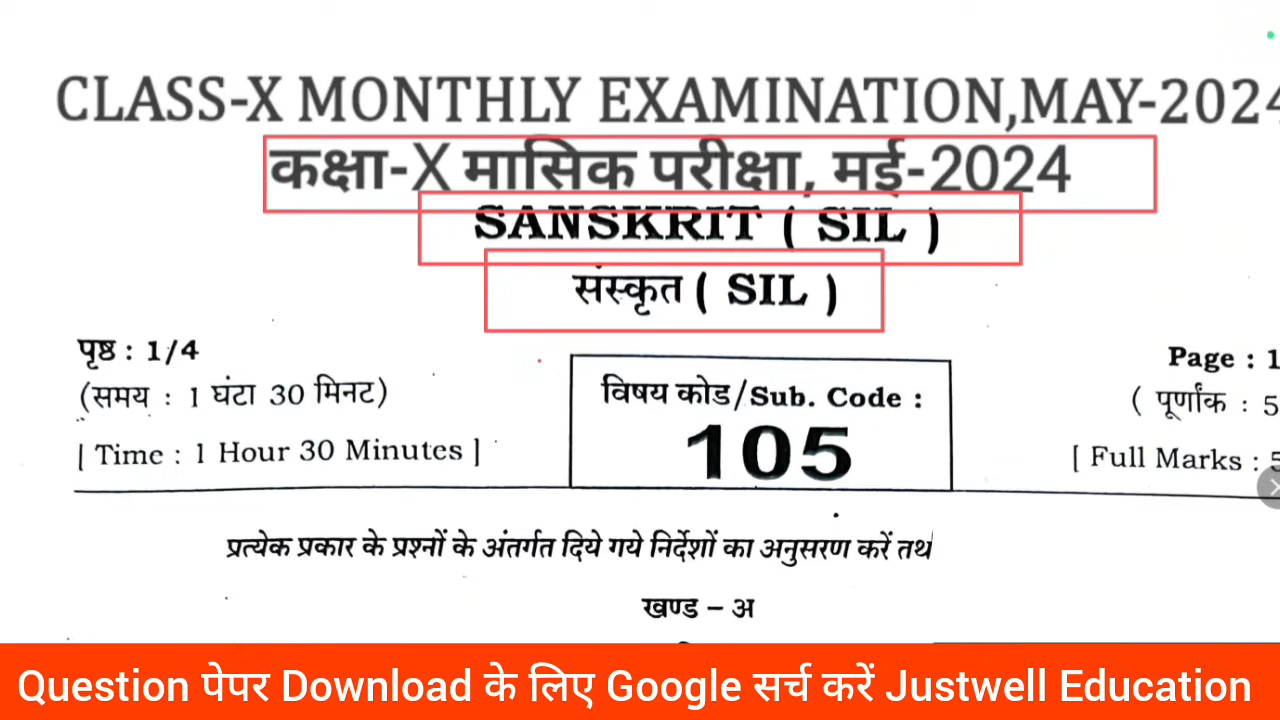 CLASS-X MONTHLY EXAMINATION,MAY-2024
कक्षा-X मासिक परीक्षा, मई-2024
SANSKRIT ( SIL )
संस्कृत ( SIL )
पृष्ठ : 1/4
Page : 1
(समय : 1 घंटा 30 मिनट)
विषय कोड/Sub. Code :
( पूर्णांक : 5
[ Time : 1 Hour 30 Minutes ]
105
[ Full Marks : 5
प्रत्येक प्रकार के प्रश्नों के अंतर्गत दिये गये निर्देशों का अनुसरण करें तथ
खण्ड – अ
Question पेपर Download के लिए Google सर्च करें Justwell Education